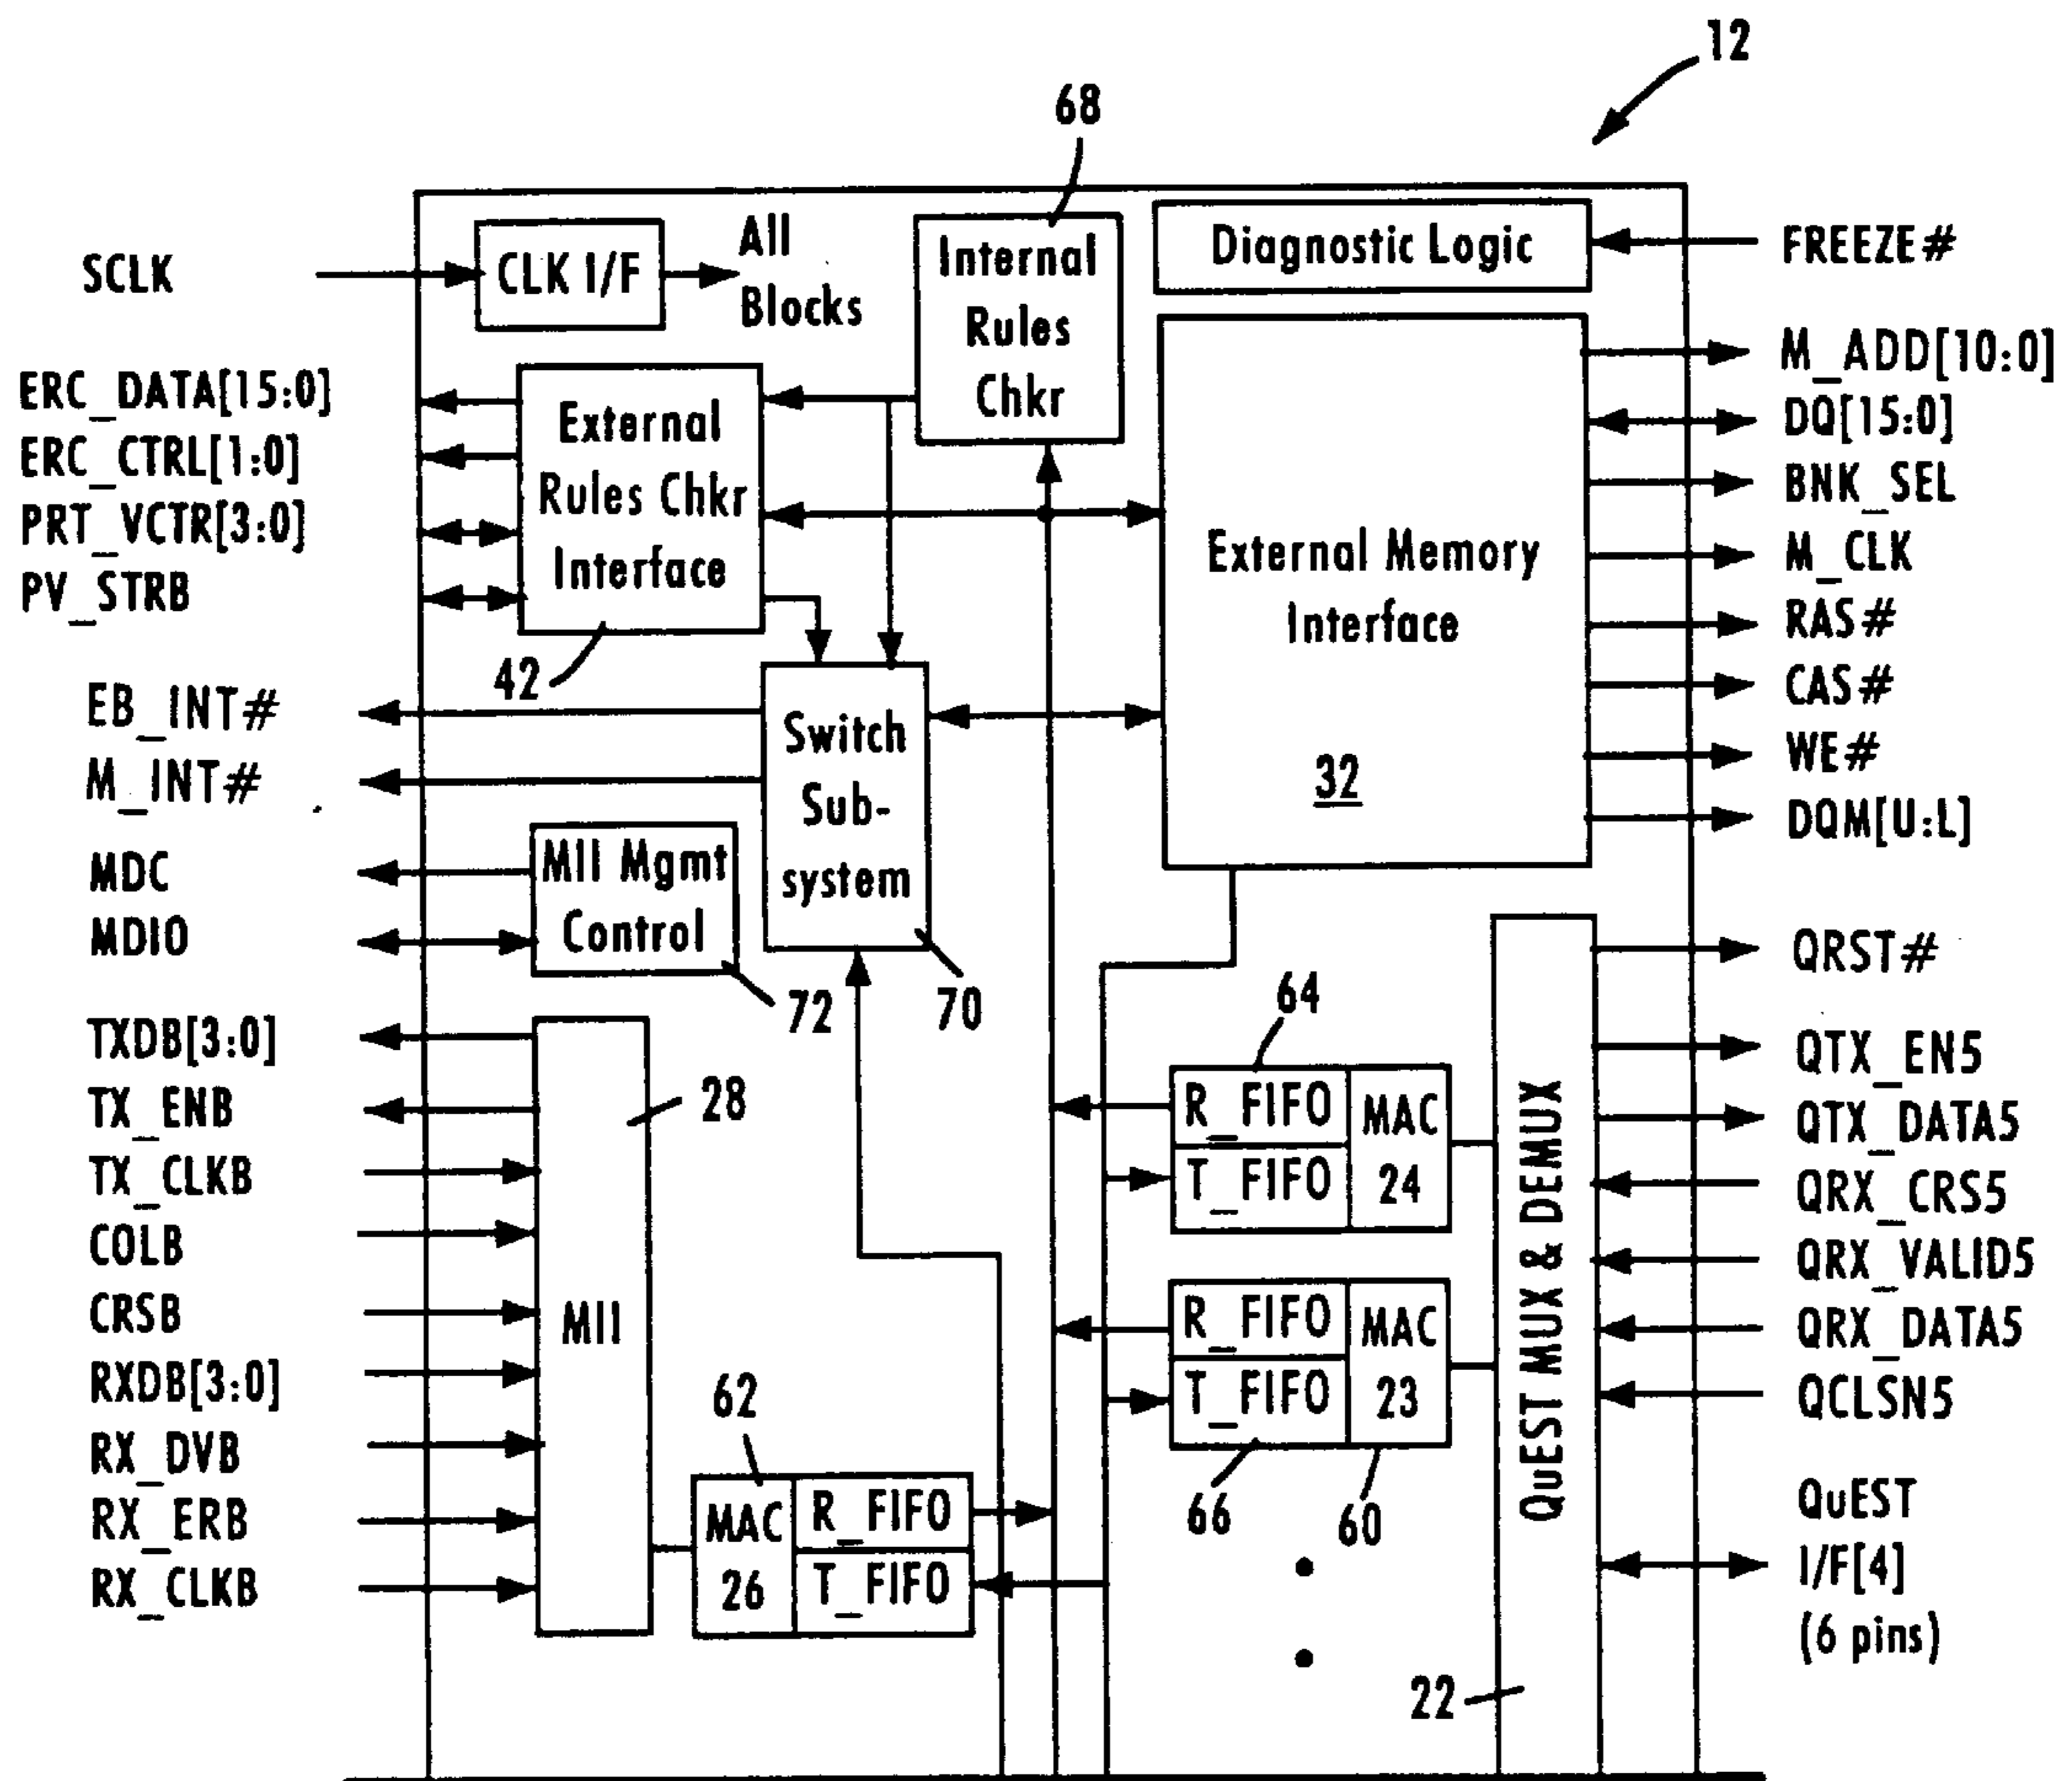 12
68
SCLK
CLK I/F
All
Blocks
Internal
Rules
Chkr
Diagnostic Logic
FREEZE#
ERC_DATA[15:0]
ERC_CTRL[1:0]
PRT_VCTR[3:0]
PV_STRB
External
Rules Chkr
Interface
42
External Memory
Interface
32
M_ADD[10:0]
DQ[15:0]
BNK_SEL
M_CLK
RAS#
CAS#
WE#
DQM[U:L]
EB_INT#
M_INT#
Switch
Sub-
system
70
MDC
MDIO
MII Mgmt
Control
72
TXDB[3:0]
TX_ENB
TX_CLKB
COLB
CRSB
RXDB[3:0]
RX_DVB
RX_ERB
RX_CLKB
28
MII
62
MAC
26
R_FIFO
T_FIFO
64
R_FIFO
T_FIFO
MAC
24
R_FIFO
T_FIFO
MAC
23
66
60
QuEST MUX & DEMUX
22
QRST#
QTX_EN5
QTX_DATA5
QRX_CRS5
QRX_VALID5
QRX_DATA5
QCLSN5
QuEST
I/F[4]
(6 pins)